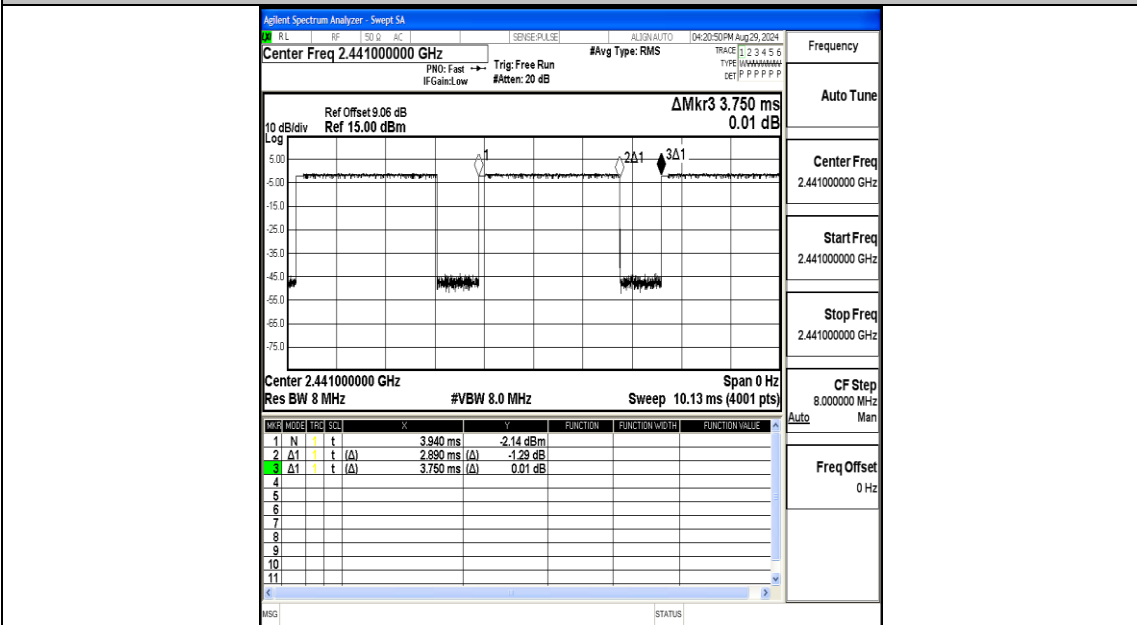 Agilent Spectrum Analyzer - Swept SA
RL RF 50 Ω AC SENSE:PULSE ALIGN AUTO 04:20:50PM Aug 29, 2024
Center Freq 2.441000000 GHz
#Avg Type: RMS
TRACE 1 2 3 4 5 6
PNO: Fast
Trig: Free Run
TYPE
IFGain:Low
#Atten: 20 dB
DET P P P P P P
Ref Offset 9.06 dB
ΔMkr3 3.750 ms
10 dB/div Ref 15.00 dBm
0.01 dB
Log
1
2Δ1
3Δ1
5.00
-5.00
-15.0
-25.0
-35.0
-45.0
-55.0
-65.0
-75.0
Center 2.441000000 GHz Span 0 Hz
Res BW 8 MHz #VBW 8.0 MHz Sweep 10.13 ms (4001 pts)
MKR MODE TRC SCL X Y FUNCTION FUNCTION WIDTH FUNCTION VALUE
1 N 1 t 3.940 ms -2.14 dBm
2 Δ1 1 t (Δ) 2.890 ms (Δ) -1.29 dB
3 Δ1 1 t (Δ) 3.750 ms (Δ) 0.01 dB
4
5
6
7
8
9
10
11
MSG STATUS
Frequency
Auto Tune
Center Freq
2.441000000 GHz
Start Freq
2.441000000 GHz
Stop Freq
2.441000000 GHz
CF Step
8.000000 MHz
Auto Man
Freq Offset
0 Hz